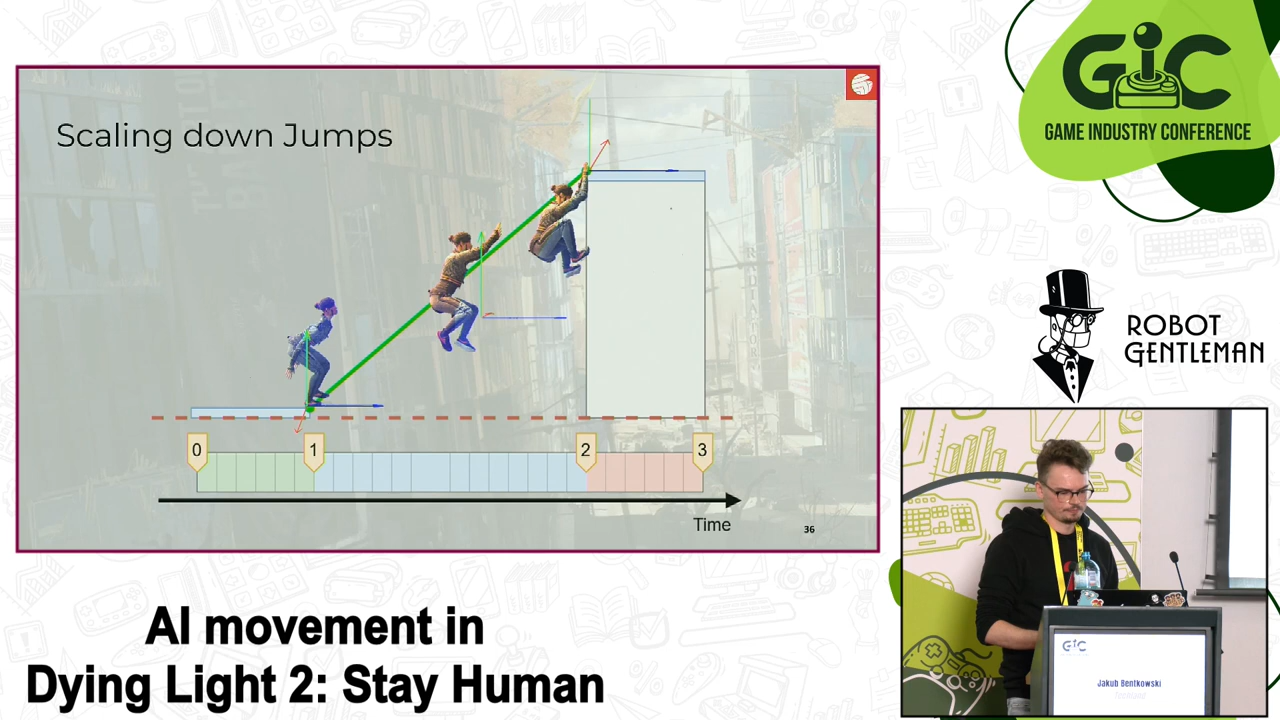 Scaling down Jumps
0
1
2
3
Time
36
GIC
GAME INDUSTRY CONFERENCE
ROBOT
GENTLEMAN
GIC
Jakub Bentkowski
AI movement in
Dying Light 2: Stay Human